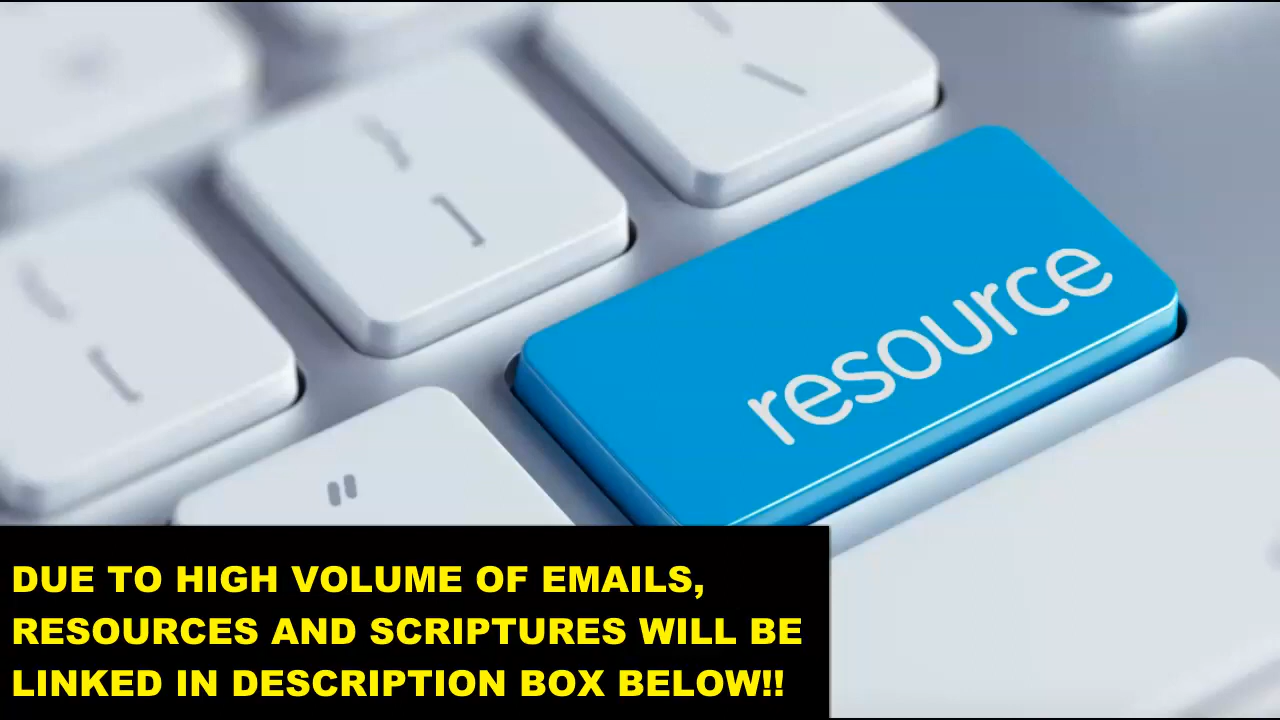 resource
"
DUE TO HIGH VOLUME OF EMAILS,
RESOURCES AND SCRIPTURES WILL BE
LINKED IN DESCRIPTION BOX BELOW!!